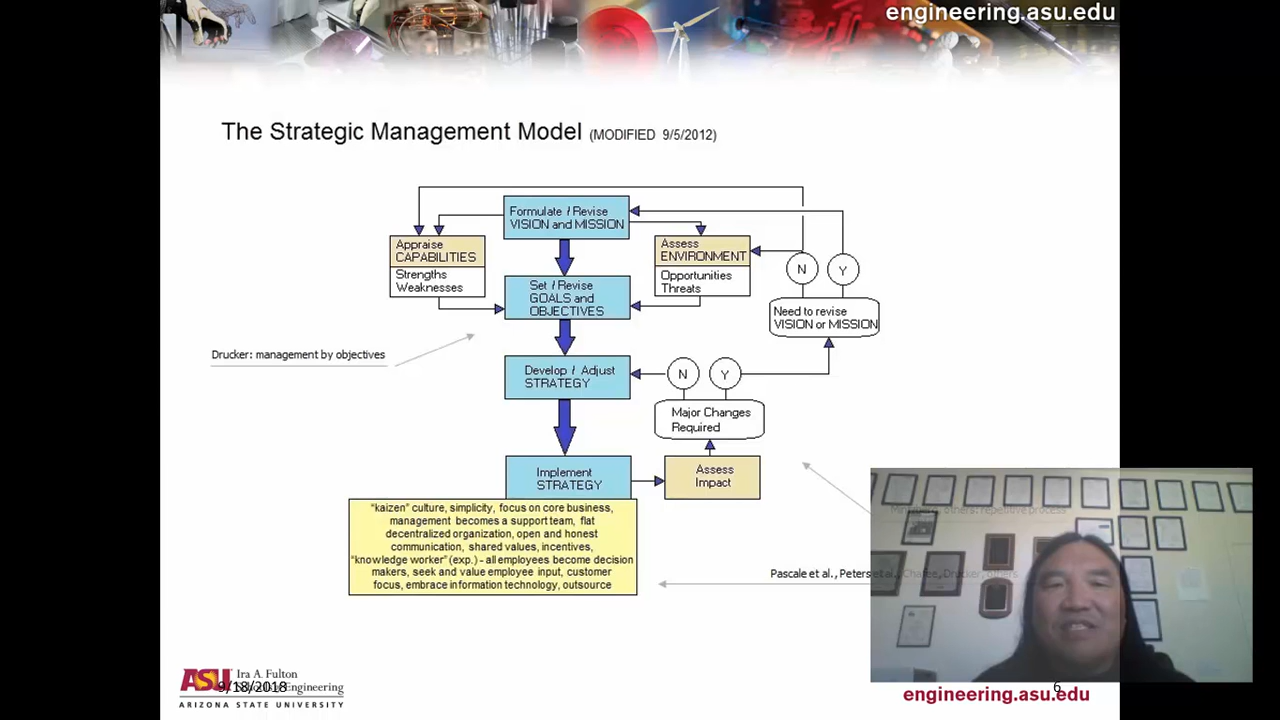 engineering.asu.edu
The Strategic Management Model (MODIFIED 9/5/2012)
Formulate / Revise
VISION and MISSION
Appraise
CAPABILITIES
Strengths
Weaknesses
Assess
ENVIRONMENT
Opportunities
Threats
Set / Revise
GOALS and
OBJECTIVES
N
Y
Need to revise
VISION or MISSION
Drucker: management by objectives
Develop / Adjust
STRATEGY
N
Y
Major Changes
Required
Implement
STRATEGY
Assess
Impact
"kaizen" culture, simplicity, focus on core business,
management becomes a support team, flat
decentralized organization, open and honest
communication, shared values, incentives,
"knowledge worker" (exp.) - all employees become decision
makers, seek and value employee input, customer
focus, embrace information technology, outsource
others: repetitive process
Pascale et al., Peters et al., Chafee, Drucker, others
ASU Ira A. Fulton
Engineering
ARIZONA STATE UNIVERSITY
9/18/2018
6
engineering.asu.edu